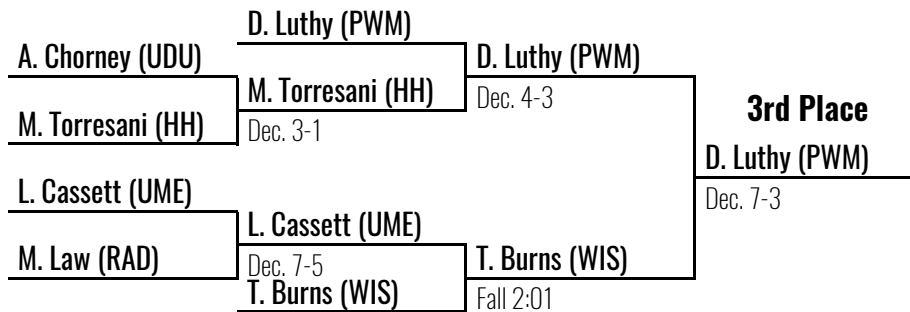 D. Luthy (PWM)
A. Chorney (UDU)
D. Luthy (PWM)
M. Torresani (HH)
Dec. 4-3
3rd Place
M. Torresani (HH)
Dec. 3-1
D. Luthy (PWM)
L. Cassett (UME)
Dec. 7-3
L. Cassett (UME)
M. Law (RAD)
Dec. 7-5
T. Burns (WIS)
T. Burns (WIS)
Fall 2:01